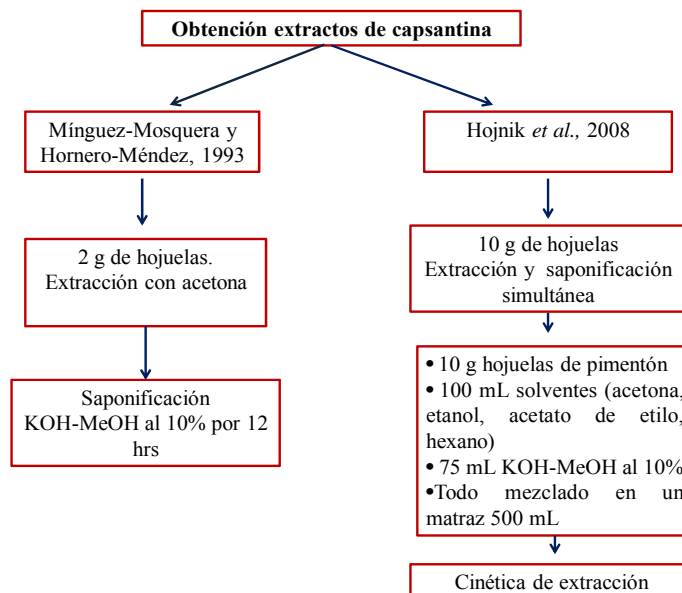 Obtención extractos de capsantina
Mínguez-Mosquera y
Hornero-Méndez, 1993
2 g de hojuelas.
Extracción con acetona
Saponificación
KOH-MeOH al 10% por 12
hrs
Hojnik et al., 2008
10 g de hojuelas
Extracción y saponificación
simultánea
• 10 g hojuelas de pimentón
• 100 mL solventes (acetona,
etanol, acetato de etilo,
hexano)
• 75 mL KOH-MeOH al 10%
•Todo mezclado en un
matraz 500 mL
Cinética de extracción